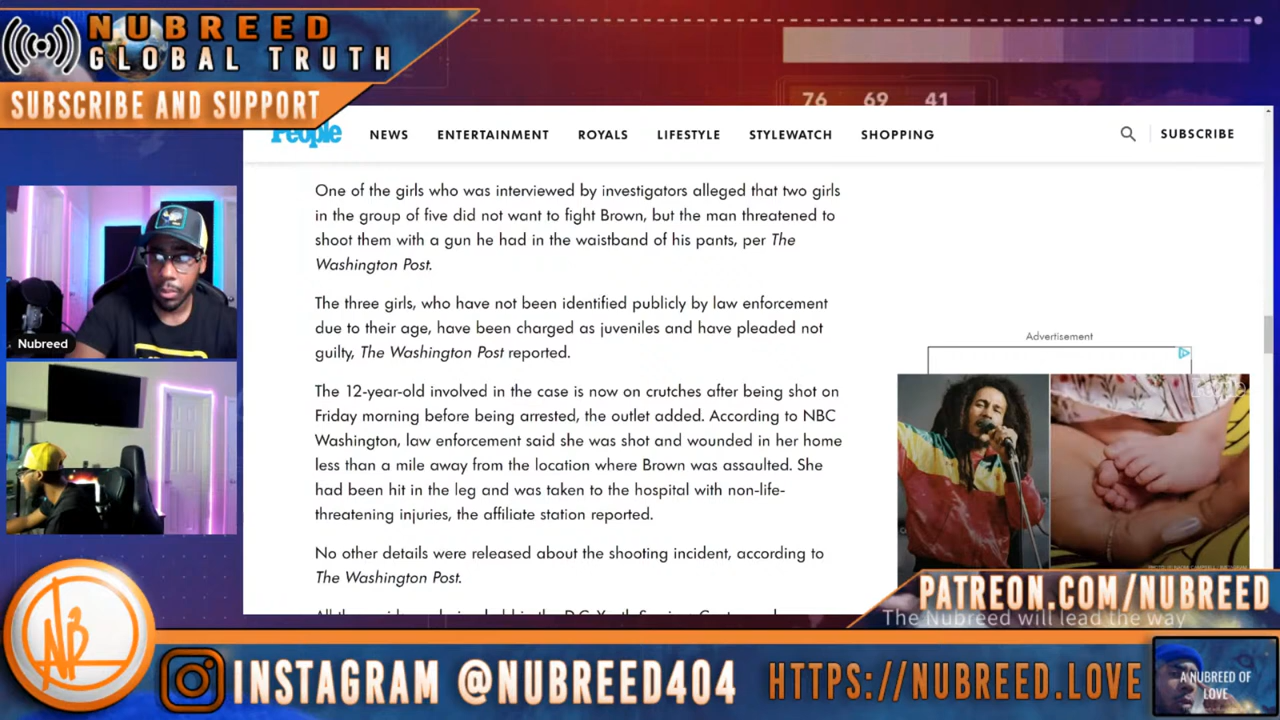 NUBREED
GLOBAL TRUTH
SUBSCRIBE AND SUPPORT
76 69 41
People NEWS ENTERTAINMENT ROYALS LIFESTYLE STYLEWATCH SHOPPING SUBSCRIBE
One of the girls who was interviewed by investigators alleged that two girls
in the group of five did not want to fight Brown, but the man threatened to
shoot them with a gun he had in the waistband of his pants, per The
Washington Post.
The three girls, who have not been identified publicly by law enforcement
due to their age, have been charged as juveniles and have pleaded not
guilty, The Washington Post reported.
The 12-year-old involved in the case is now on crutches after being shot on
Friday morning before being arrested, the outlet added. According to NBC
Washington, law enforcement said she was shot and wounded in her home
less than a mile away from the location where Brown was assaulted. She
had been hit in the leg and was taken to the hospital with non-life-
threatening injuries, the affiliate station reported.
No other details were released about the shooting incident, according to
The Washington Post.
Advertisement
Nubreed
PATREON.COM/NUBREED
The Nubreed will lead the way
NB
INSTAGRAM @NUBREED404
HTTPS://NUBREED.LOVE
A NUBREED OF
LOVE